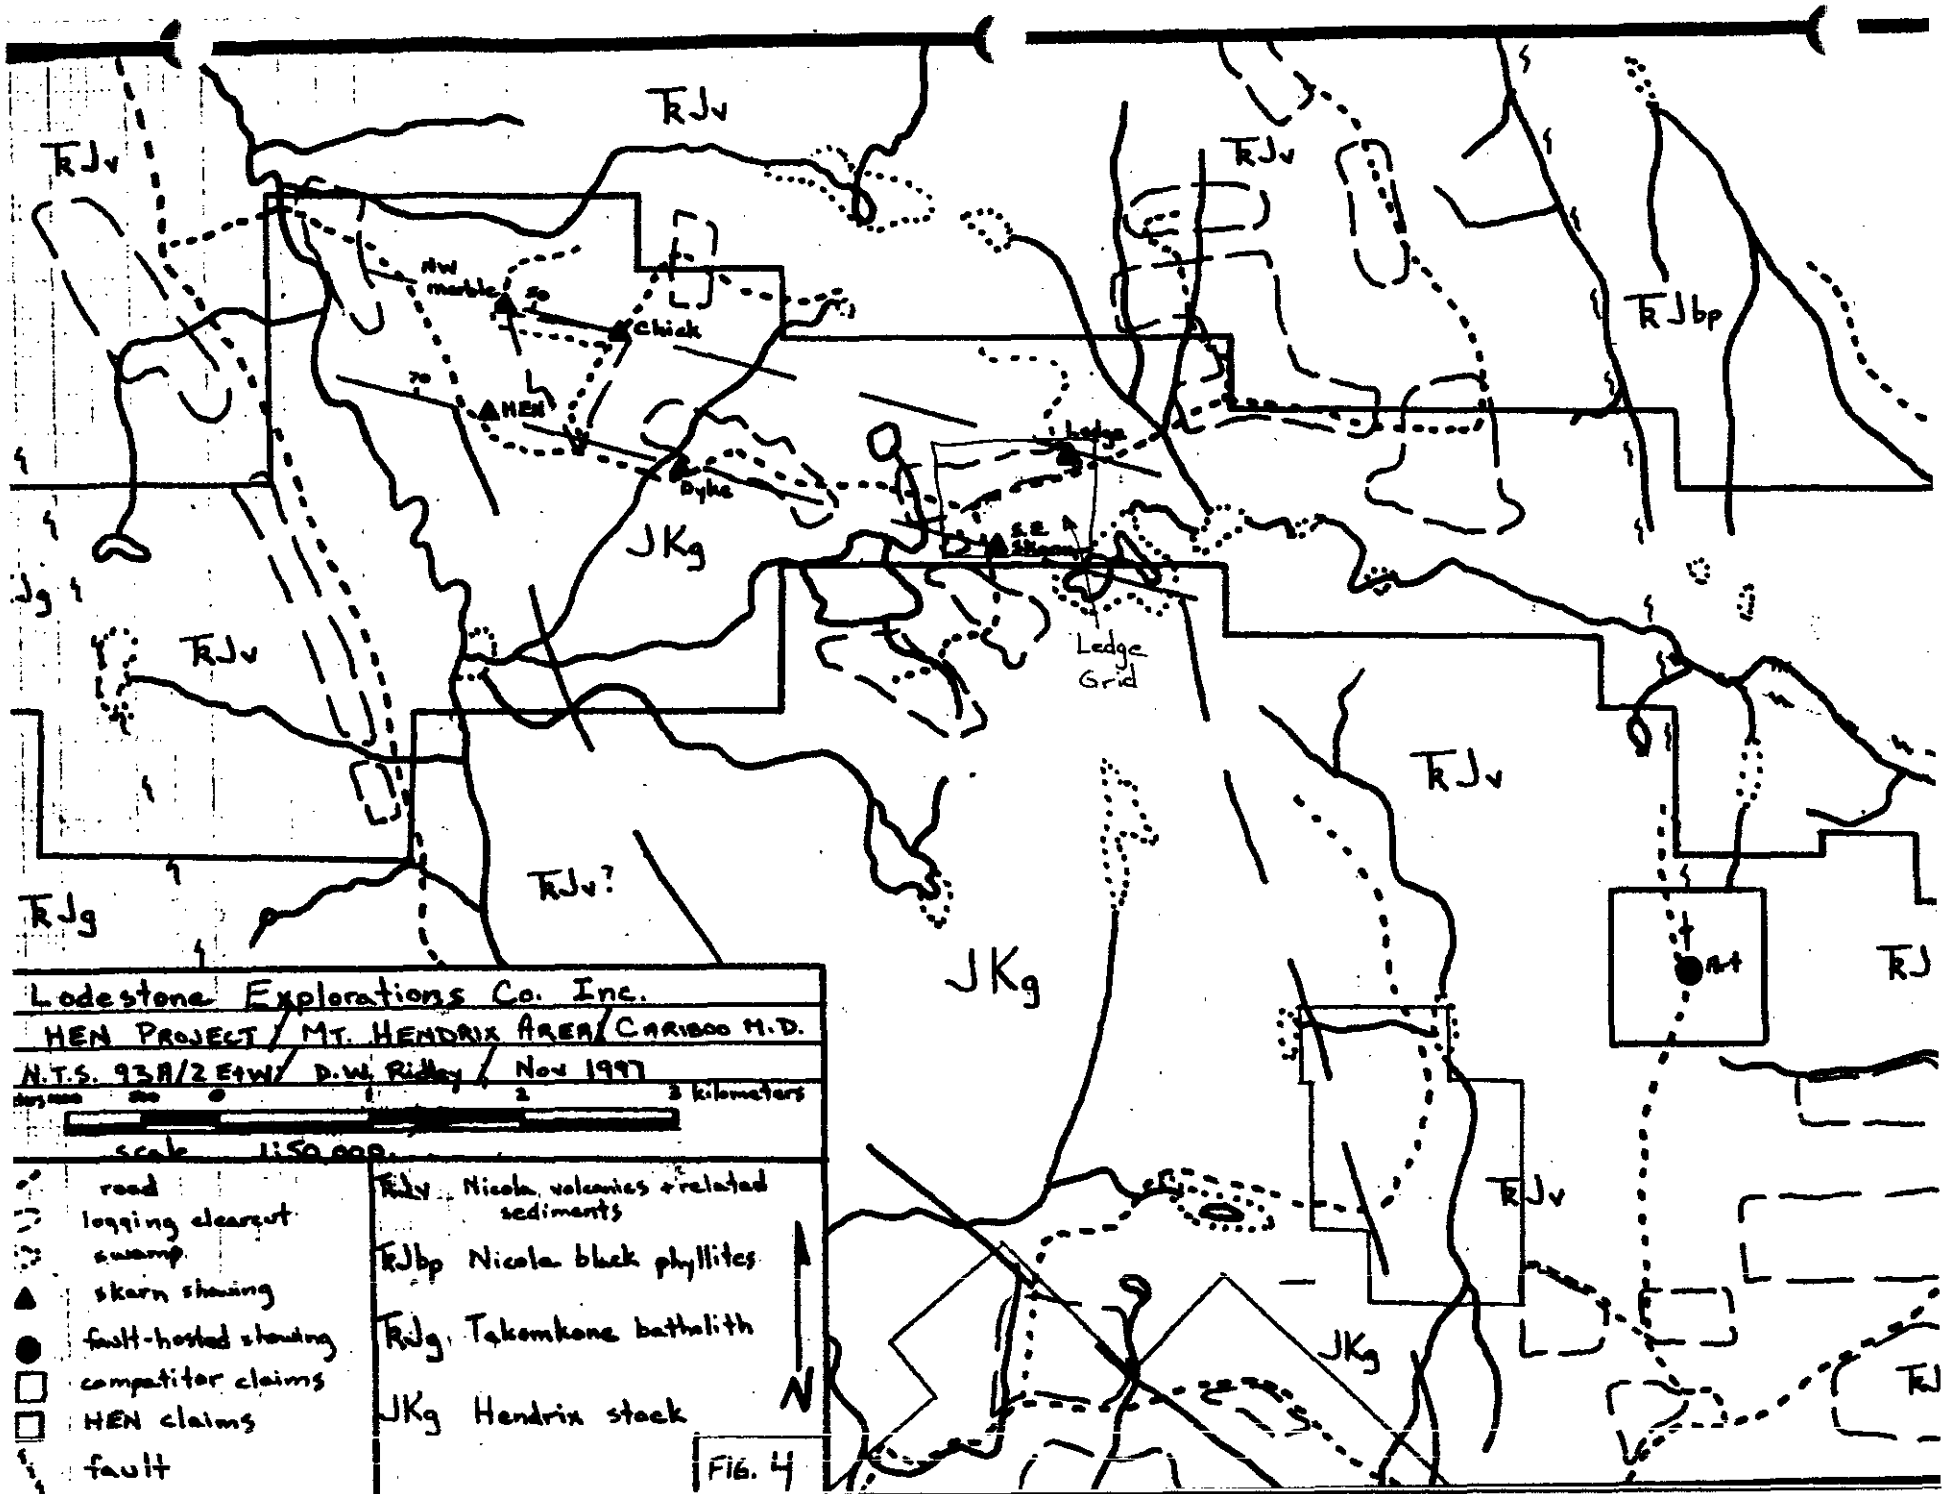 TRJv
TRJv
TRJv
NW
marble
50
Chick
TRJbp
70
HEN
Ledge
Dyke
JKg
S.E
Skarn
Jg
TRJv
Ledge
Grid
TRJv
TRJv?
TRJg
JKg
Art
TRJ
Lodestone Explorations Co. Inc.
HEN PROJECT / MT. HENDRIX AREA / CARIBOO M.D.
N.T.S. 93A/2 E+W / D.W. Ridley / Nov 1997
500 0 1 2 3 kilometers
scale 1:50,000
road
logging clearcut
swamp
skarn showing
fault-hosted showing
competitor claims
HEN claims
fault
TRJv Nicola volcanics + related
sediments
TRJbp Nicola black phyllites
TRJg Takomkane batholith
JKg Hendrix stock
N
FIG. 4
TRJv
JKg
TRJ